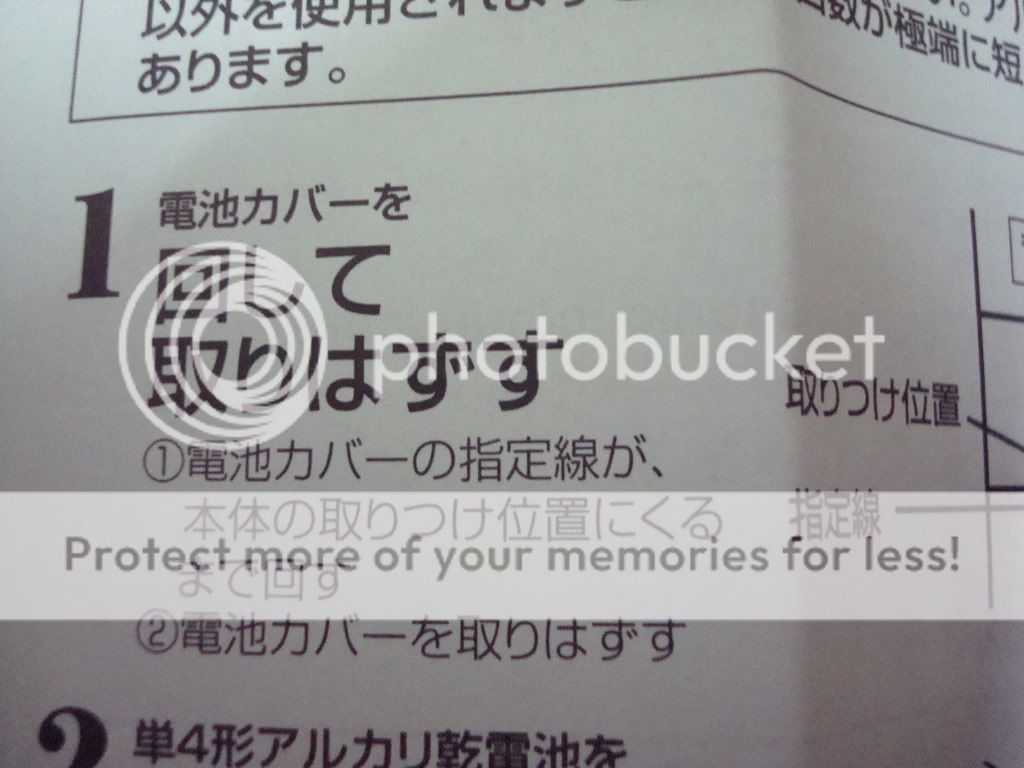 以外を使用されますと
回数が極端に短
あります。
1 電池カバーを
回して
取りはずす
photobucket
取りつけ位置
①電池カバーの指定線が、
本体の取りつけ位置にくる
指定線
Protect more of your memories for less!
まで回す
②電池カバーを取りはずす
2 単4形アルカリ乾電池を